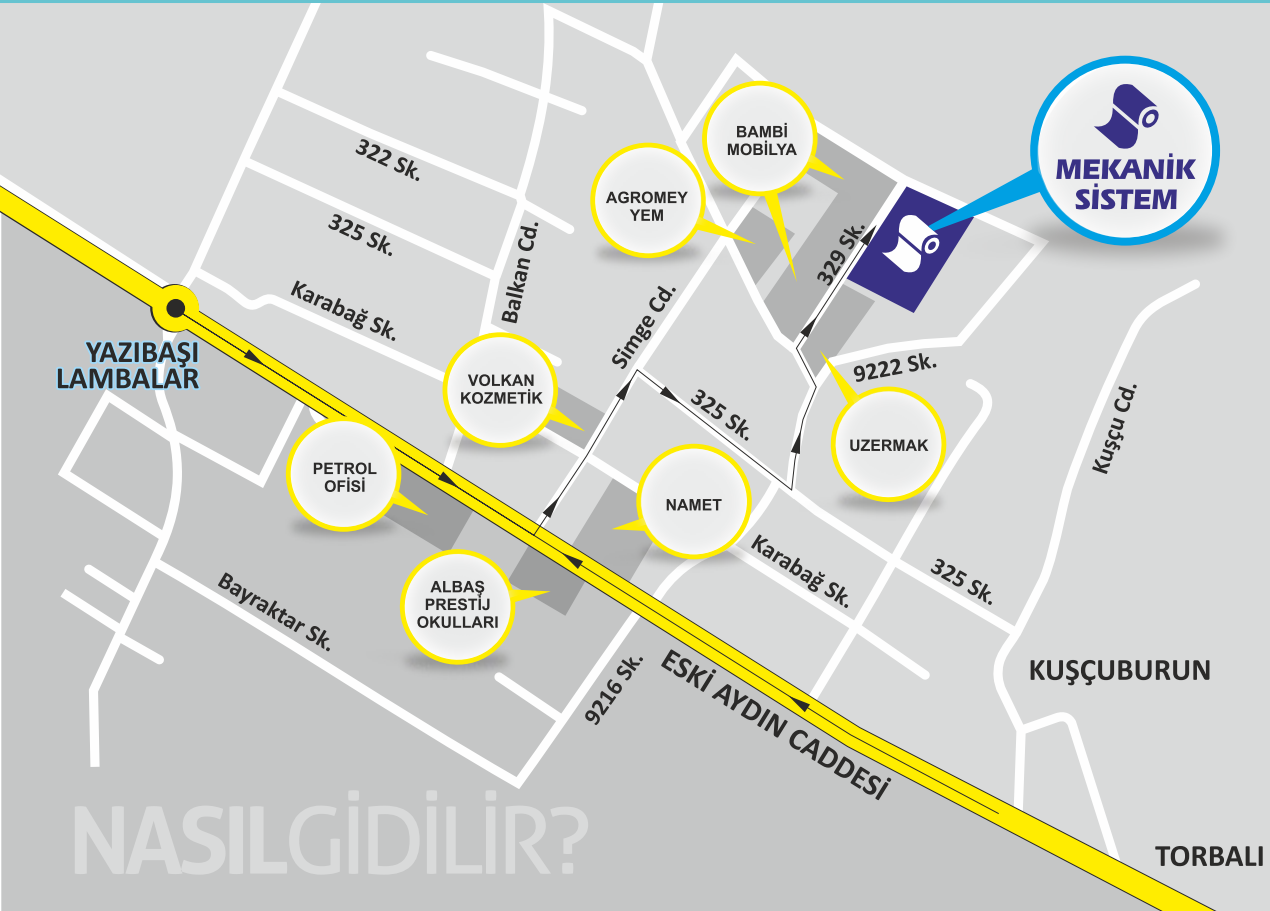 BAMBİ
MOBİLYA
MEKANİK
SİSTEM
322 Sk.
AGROMEY
YEM
325 Sk.
Balkan Cd.
329 Sk.
Karabağ Sk.
Simge Cd.
YAZIBAŞI
LAMBALAR
VOLKAN
KOZMETİK
9222 Sk.
325 Sk.
Kuşçu Cd.
UZERMAK
PETROL
OFİSİ
NAMET
ALBAŞ
PRESTİJ
OKULLARI
Karabağ Sk.
325 Sk.
Bayraktar Sk.
9216 Sk.
ESKİ AYDIN CADDESİ
KUŞÇUBURUN
NASILGİDİLİR?
TORBALI